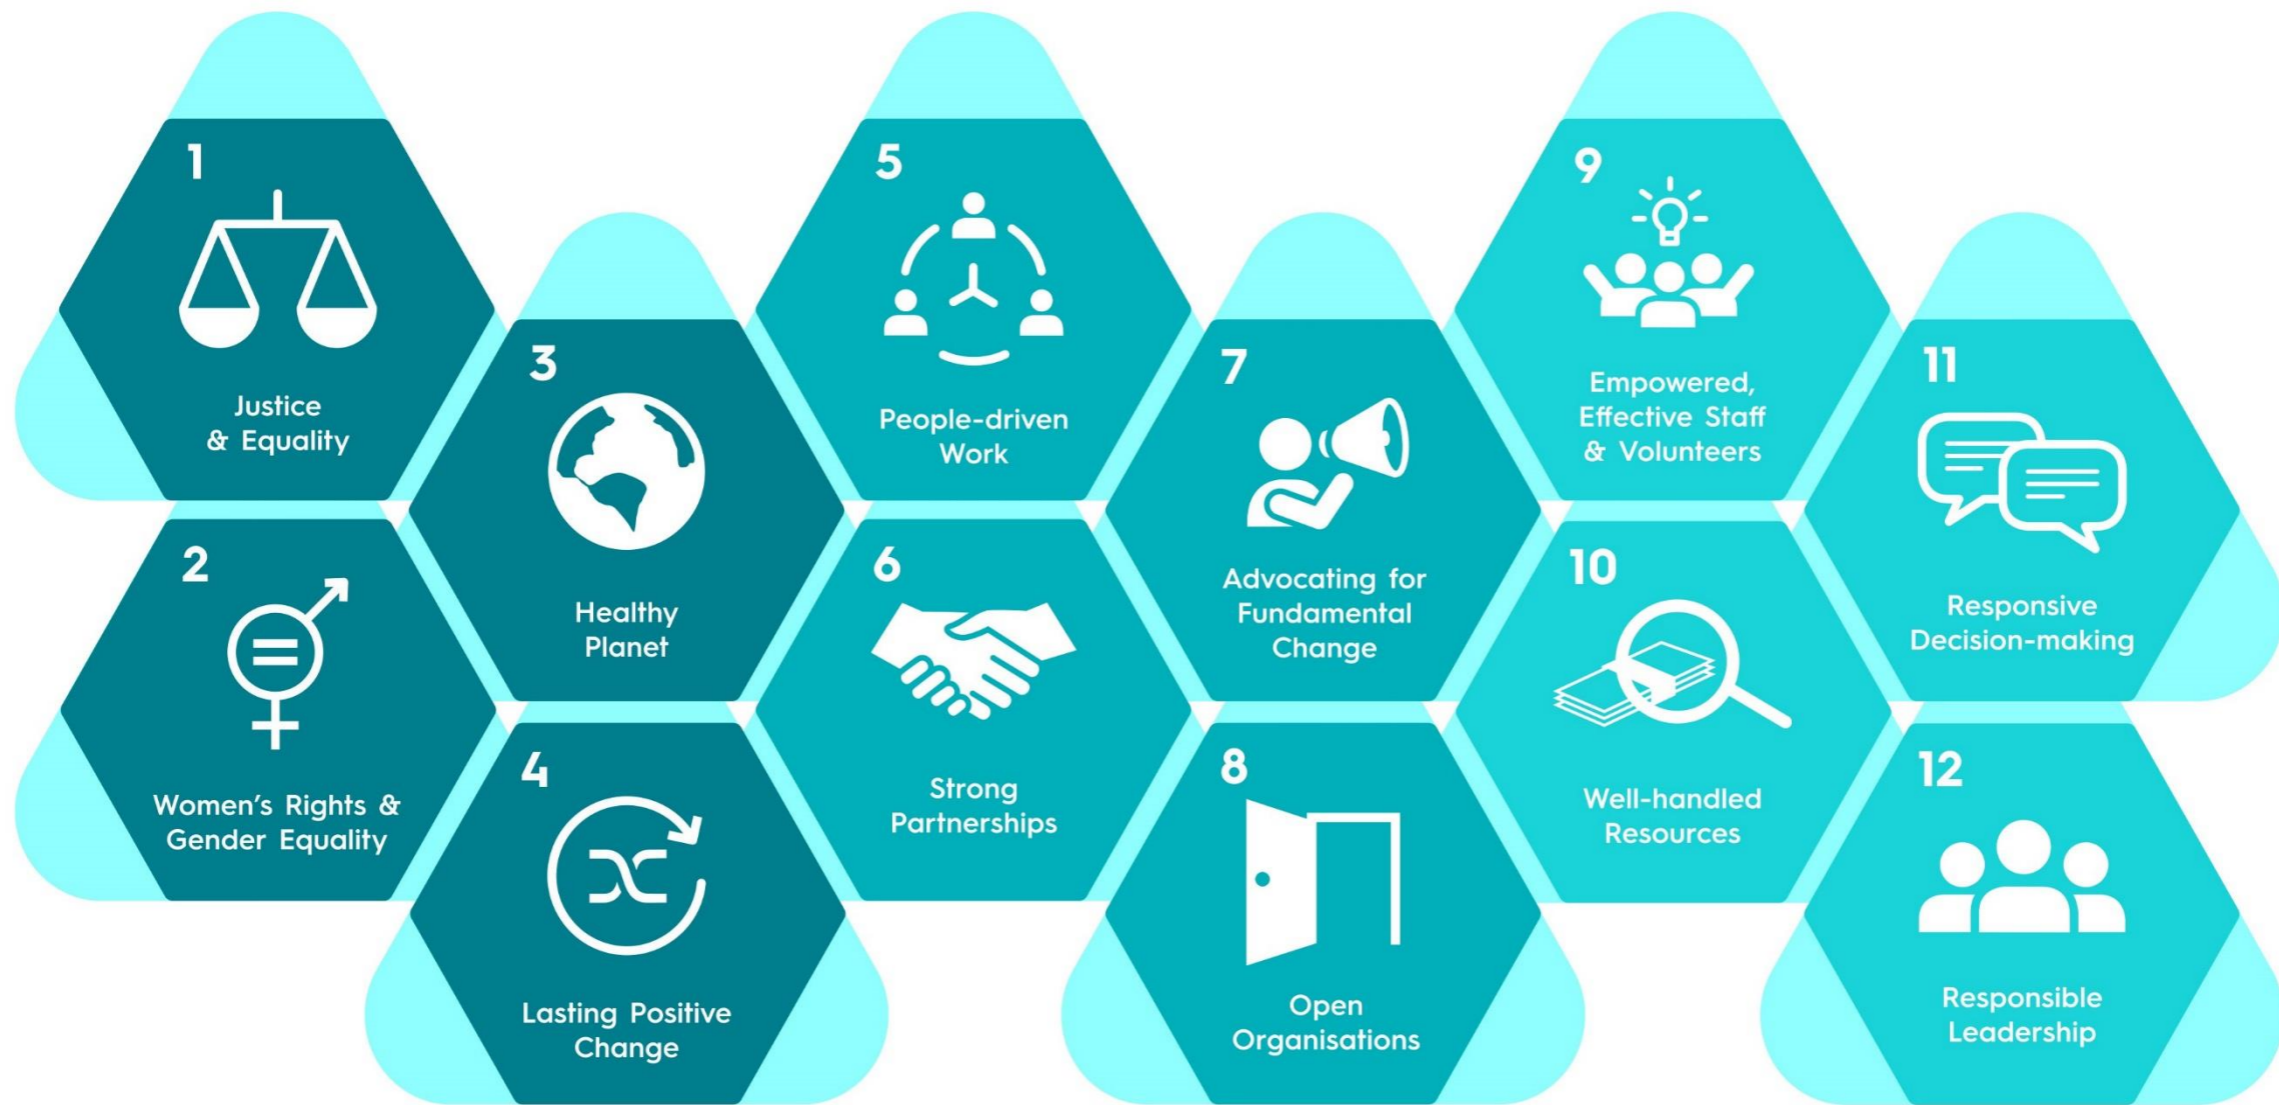 1
Justice
& Equality
2
Women's Rights &
Gender Equality
3
Healthy
Planet
4
Lasting Positive
Change
5
People-driven
Work
6
Strong
Partnerships
7
Advocating for
Fundamental
Change
8
Open
Organisations
9
Empowered,
Effective Staff
& Volunteers
10
Well-handled
Resources
11
Responsive
Decision-making
12
Responsible
Leadership